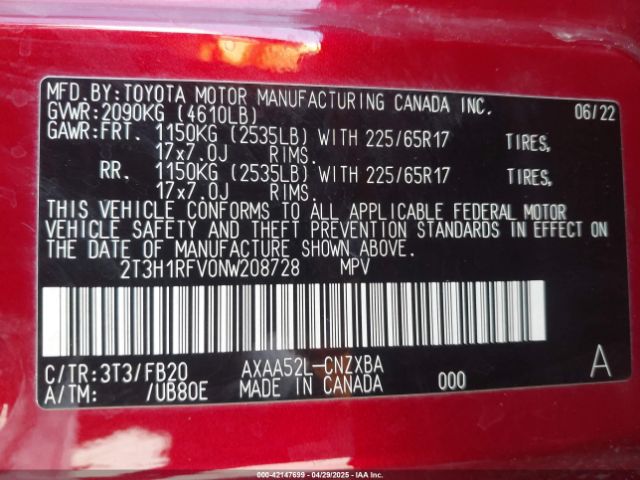 MFD.BY:TOYOTA MOTOR MANUFACTURING CANADA INC. 06/22
GVWR:2090KG (4610LB)
GAWR:FRT. 1150KG (2535LB) WITH 225/65R17 TIRES,
17x7.0J RIMS.
RR. 1150KG (2535LB) WITH 225/65R17 TIRES,
17x7.0J RIMS.
THIS VEHICLE CONFORMS TO ALL APPLICABLE FEDERAL MOTOR
VEHICLE SAFETY AND THEFT PREVENTION STANDARDS IN EFFECT ON
THE DATE OF MANUFACTURE SHOWN ABOVE.
2T3H1RFV0NW208728 MPV
C/TR:3T3/FB20 AXAA52L-CNZXBA A
A/TM: /UB80E MADE IN CANADA 000
000-42147699 - 04/29/2025 - IAA Inc.